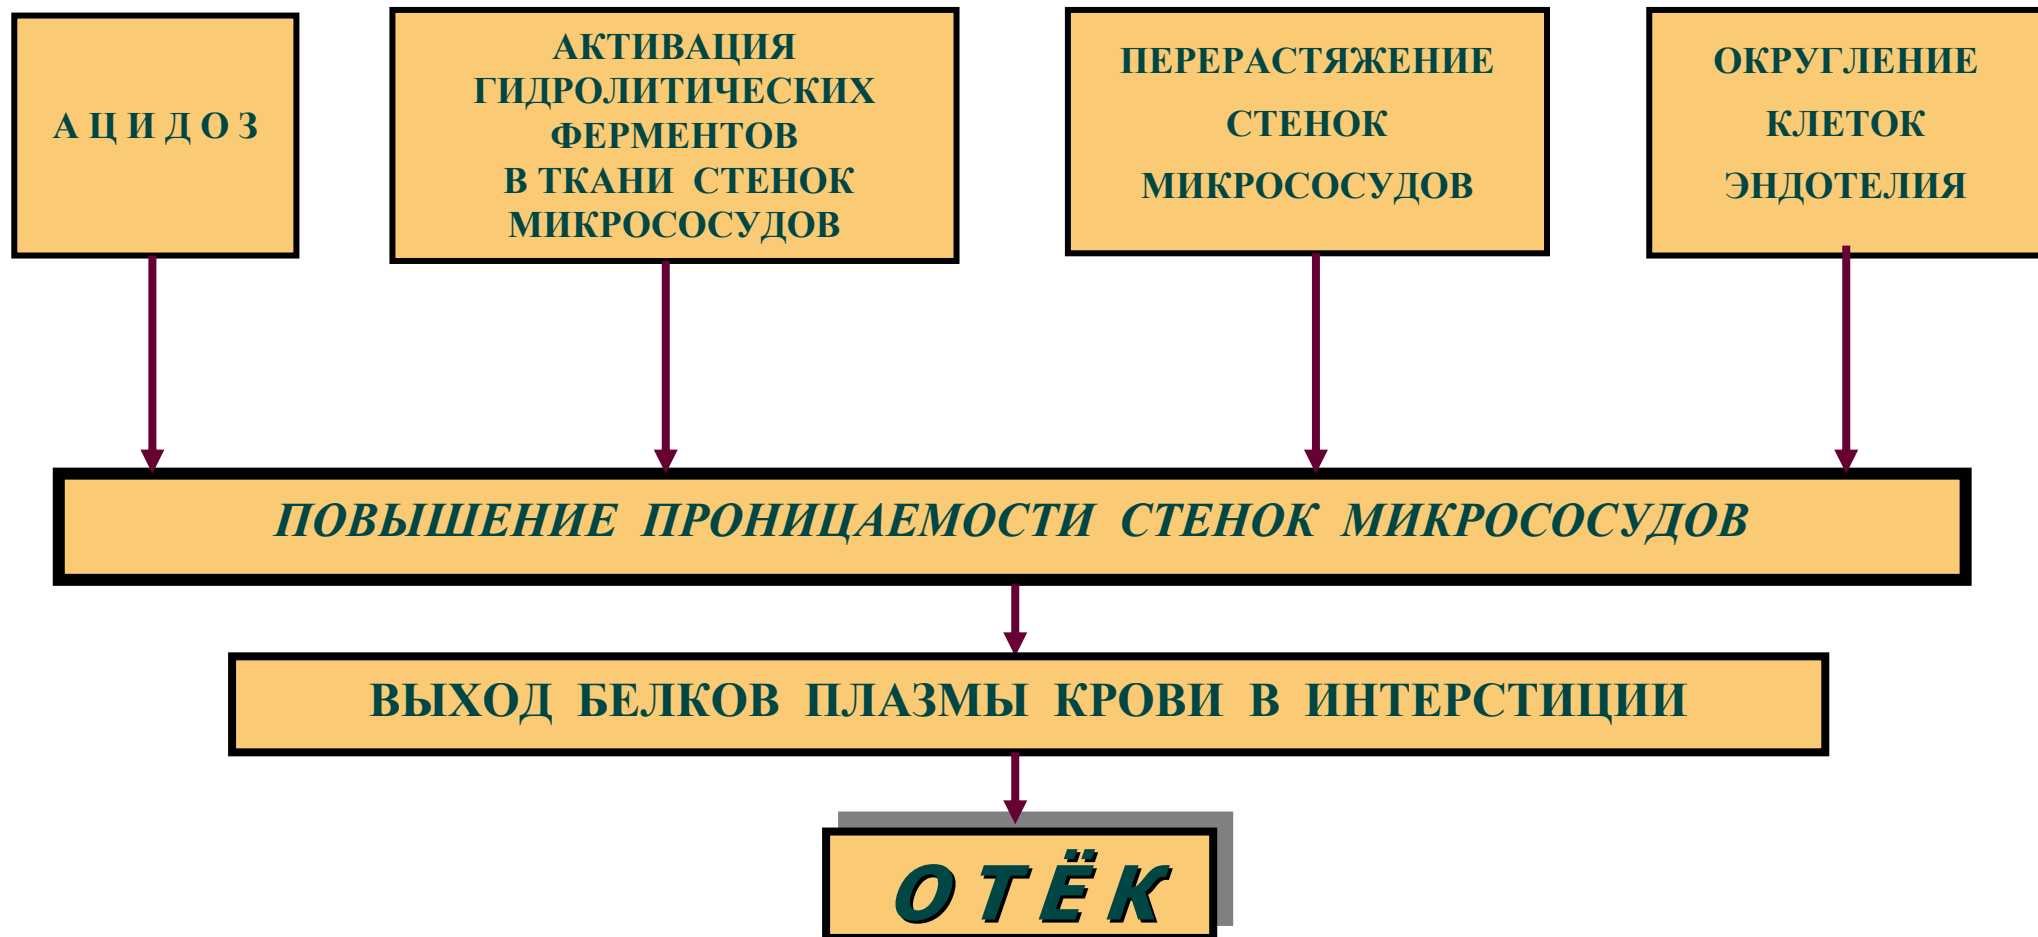 А Ц И Д О З
АКТИВАЦИЯ
ГИДРОЛИТИЧЕСКИХ
ФЕРМЕНТОВ
В ТКАНИ СТЕНОК
МИКРОСОСУДОВ
ПЕРЕРАСТЯЖЕНИЕ
СТЕНОК
МИКРОСОСУДОВ
ОКРУГЛЕНИЕ
КЛЕТОК
ЭНДОТЕЛИЯ
ПОВЫШЕНИЕ ПРОНИЦАЕМОСТИ СТЕНОК МИКРОСОСУДОВ
ВЫХОД БЕЛКОВ ПЛАЗМЫ КРОВИ В ИНТЕРСТИЦИИ
О Т Ё К